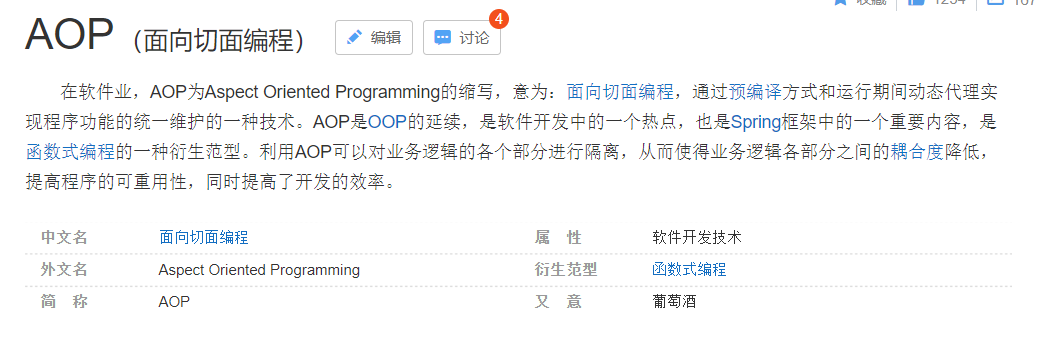 收藏 1254 167
AOP（面向切面编程） 编辑 讨论 4
在软件业，AOP为Aspect Oriented Programming的缩写，意为：面向切面编程，通过预编译方式和运行期间动态代理实
现程序功能的统一维护的一种技术。AOP是OOP的延续，是软件开发中的一个热点，也是Spring框架中的一个重要内容，是
函数式编程的一种衍生范型。利用AOP可以对业务逻辑的各个部分进行隔离，从而使得业务逻辑各部分之间的耦合度降低，
提高程序的可重用性，同时提高了开发的效率。
中文名 面向切面编程 属 性 软件开发技术
外文名 Aspect Oriented Programming 衍生范型 函数式编程
简 称 AOP 又 意 葡萄酒